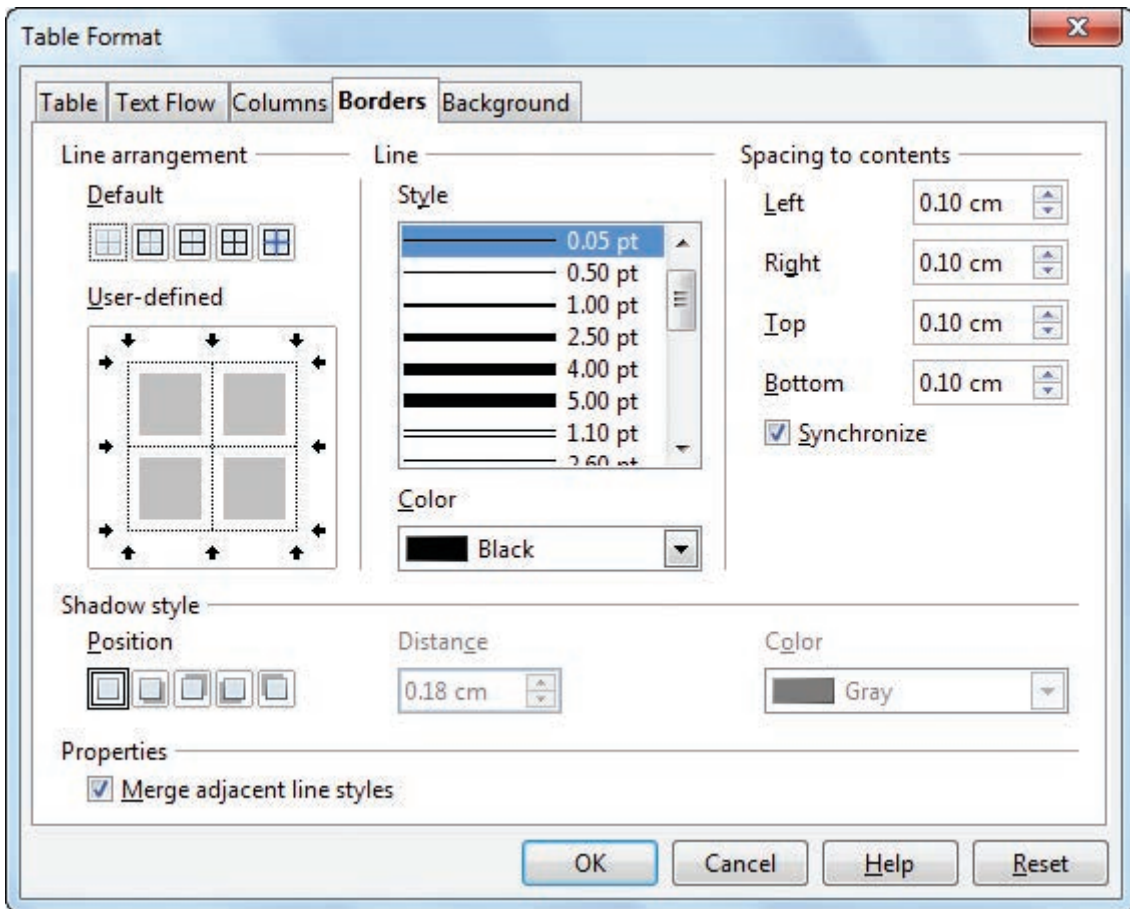 Table Format
Table Text Flow Columns Borders Background
Line arrangement
Default
User-defined
Line
Style
0.05 pt
0.50 pt
1.00 pt
2.50 pt
4.00 pt
5.00 pt
1.10 pt
2.60 pt
Color
Black
Spacing to contents
Left 0.10 cm
Right 0.10 cm
Top 0.10 cm
Bottom 0.10 cm
Synchronize
Shadow style
Position
Distance
0.18 cm
Color
Gray
Properties
Merge adjacent line styles
OK Cancel Help Reset